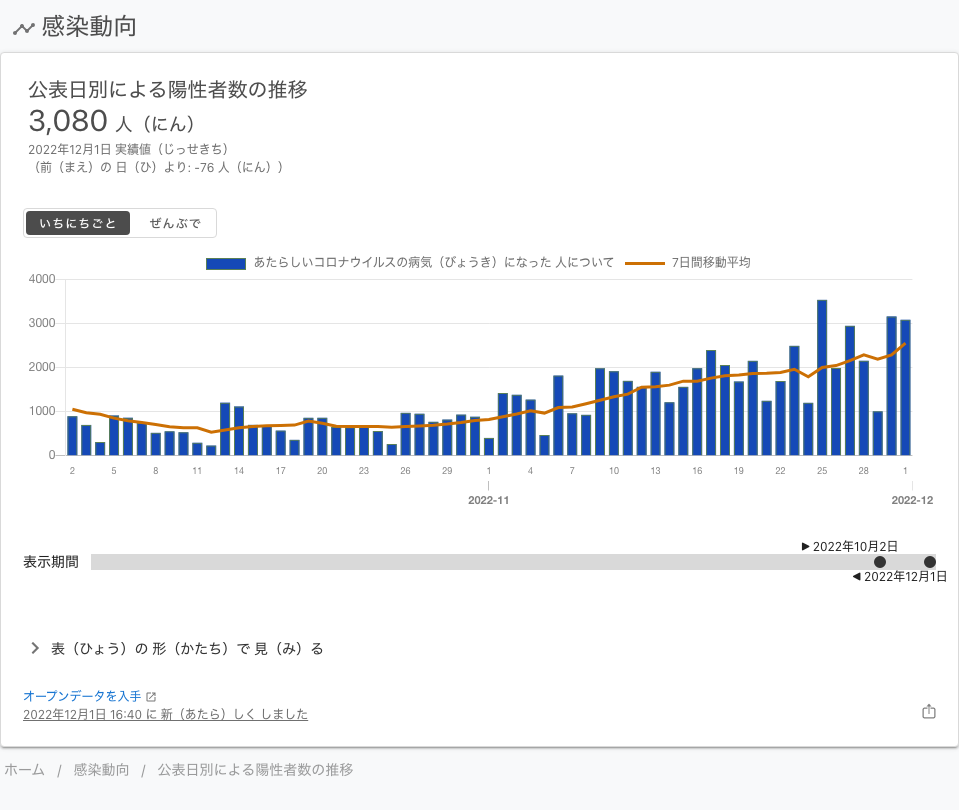 感染動向
公表日別による陽性者数の推移
3,080 人（にん）
2022年12月1日 実績値（じっせきち）
（前（まえ）の 日（ひ）より: -76 人（にん））
いちにちごと ぜんぶで
あたらしいコロナウイルスの病気（びょうき）になった 人について 7日間移動平均
4000
3000
2000
1000
0
2 5 8 11 14 17 20 23 26 29 1 4 7 10 13 16 19 22 25 28 1
2022-11 2022-12
▶ 2022年10月2日
表示期間
◀ 2022年12月1日
表（ひょう）の 形（かたち）で 見（み）る
オープンデータを入手
2022年12月1日 16:40 に 新（あたら）しく しました
ホーム / 感染動向 / 公表日別による陽性者数の推移